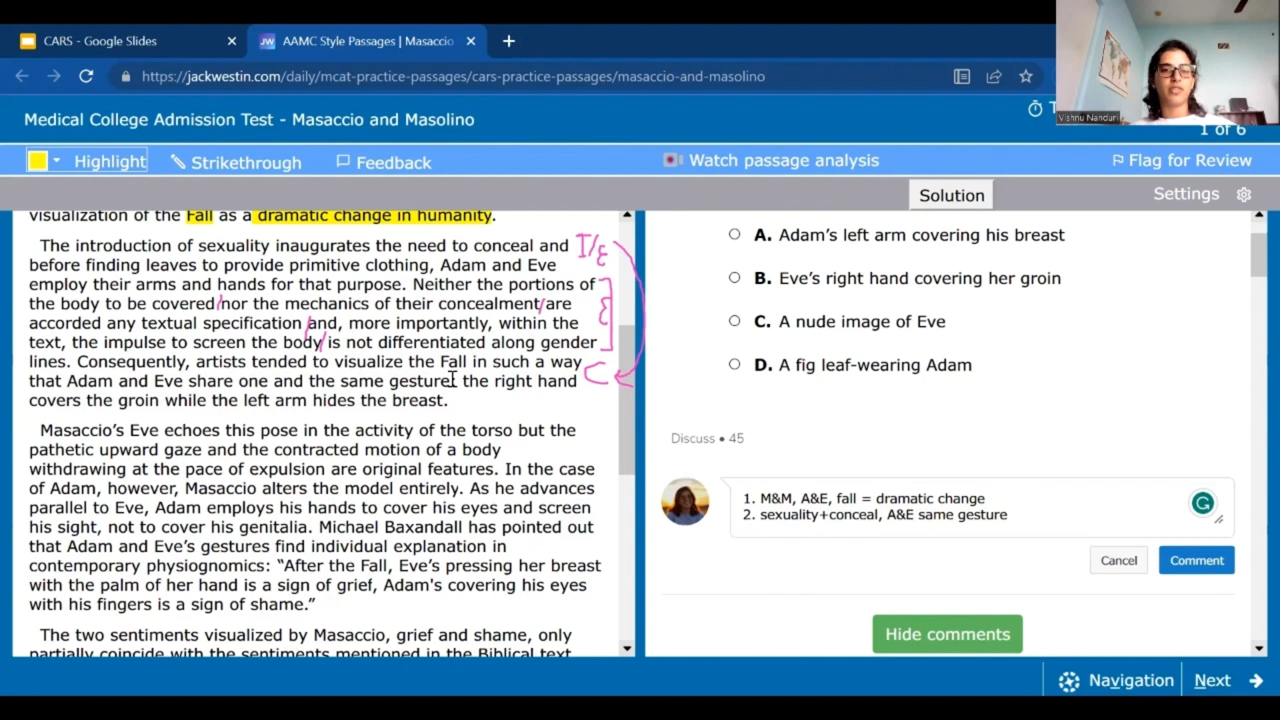 CARS - Google Slides
AAMC Style Passages | Masaccio
https://jackwestin.com/daily/mcat-practice-passages/cars-practice-passages/masaccio-and-masolino
Vishnu Nanduri
Medical College Admission Test - Masaccio and Masolino
1 of 6
Highlight
Strikethrough
Feedback
Watch passage analysis
Flag for Review
Solution
Settings
visualization of the Fall as a dramatic change in humanity.
The introduction of sexuality inaugurates the need to conceal and
before finding leaves to provide primitive clothing, Adam and Eve
employ their arms and hands for that purpose. Neither the portions of
the body to be covered nor the mechanics of their concealment are
accorded any textual specification and, more importantly, within the
text, the impulse to screen the body is not differentiated along gender
lines. Consequently, artists tended to visualize the Fall in such a way
that Adam and Eve share one and the same gesture: the right hand
covers the groin while the left arm hides the breast.
I/E
E
C
Masaccio's Eve echoes this pose in the activity of the torso but the
pathetic upward gaze and the contracted motion of a body
withdrawing at the pace of expulsion are original features. In the case
of Adam, however, Masaccio alters the model entirely. As he advances
parallel to Eve, Adam employs his hands to cover his eyes and screen
his sight, not to cover his genitalia. Michael Baxandall has pointed out
that Adam and Eve's gestures find individual explanation in
contemporary physiognomics: “After the Fall, Eve's pressing her breast
with the palm of her hand is a sign of grief, Adam's covering his eyes
with his fingers is a sign of shame.”
The two sentiments visualized by Masaccio, grief and shame, only
partially coincide with the sentiments mentioned in the Biblical text
A. Adam's left arm covering his breast
B. Eve's right hand covering her groin
C. A nude image of Eve
D. A fig leaf-wearing Adam
Discuss • 45
1. M&M, A&E, fall = dramatic change
2. sexuality+conceal, A&E same gesture
Cancel
Comment
Hide comments
Navigation
Next